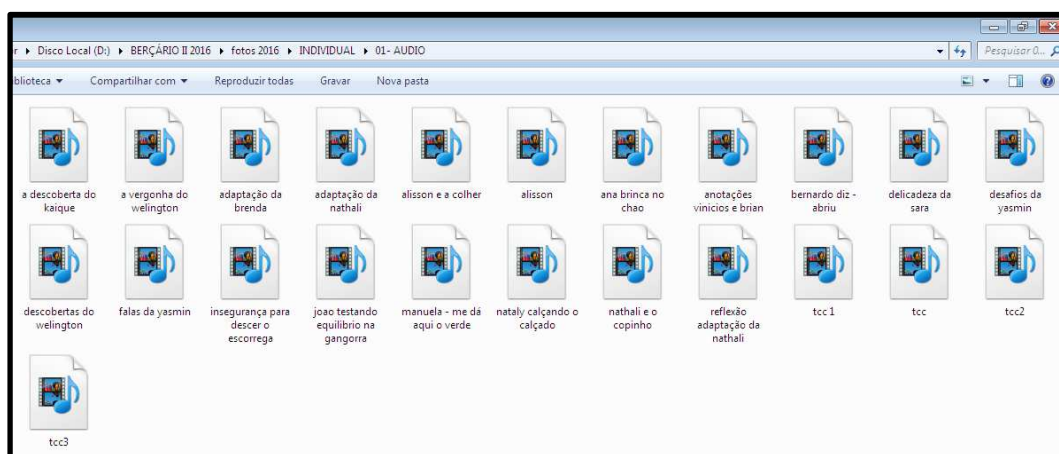 r ▸ Disco Local (D:) ▸ BERÇÁRIO II 2016 ▸ fotos 2016 ▸ INDIVIDUAL ▸ 01- AUDIO
Pesquisar 0...
blioteca Compartilhar com Reproduzir todas Gravar Nova pasta
a descoberta do
kaique
a vergonha do
welington
adaptação da
brenda
adaptação da
nathali
alisson e a colher
alisson
ana brinca no
chao
anotações
vinicios e brian
bernardo diz -
abriu
delicadeza da
sara
desafios da
yasmin
descobertas do
welington
falas da yasmin
insegurança para
descer o
escorrega
joao testando
equilibrio na
gangorra
manuela - me dá
aqui o verde
nataly calçando o
calçado
nathali e o
copinho
reflexão
adaptação da
nathali
tcc 1
tcc
tcc2
tcc3